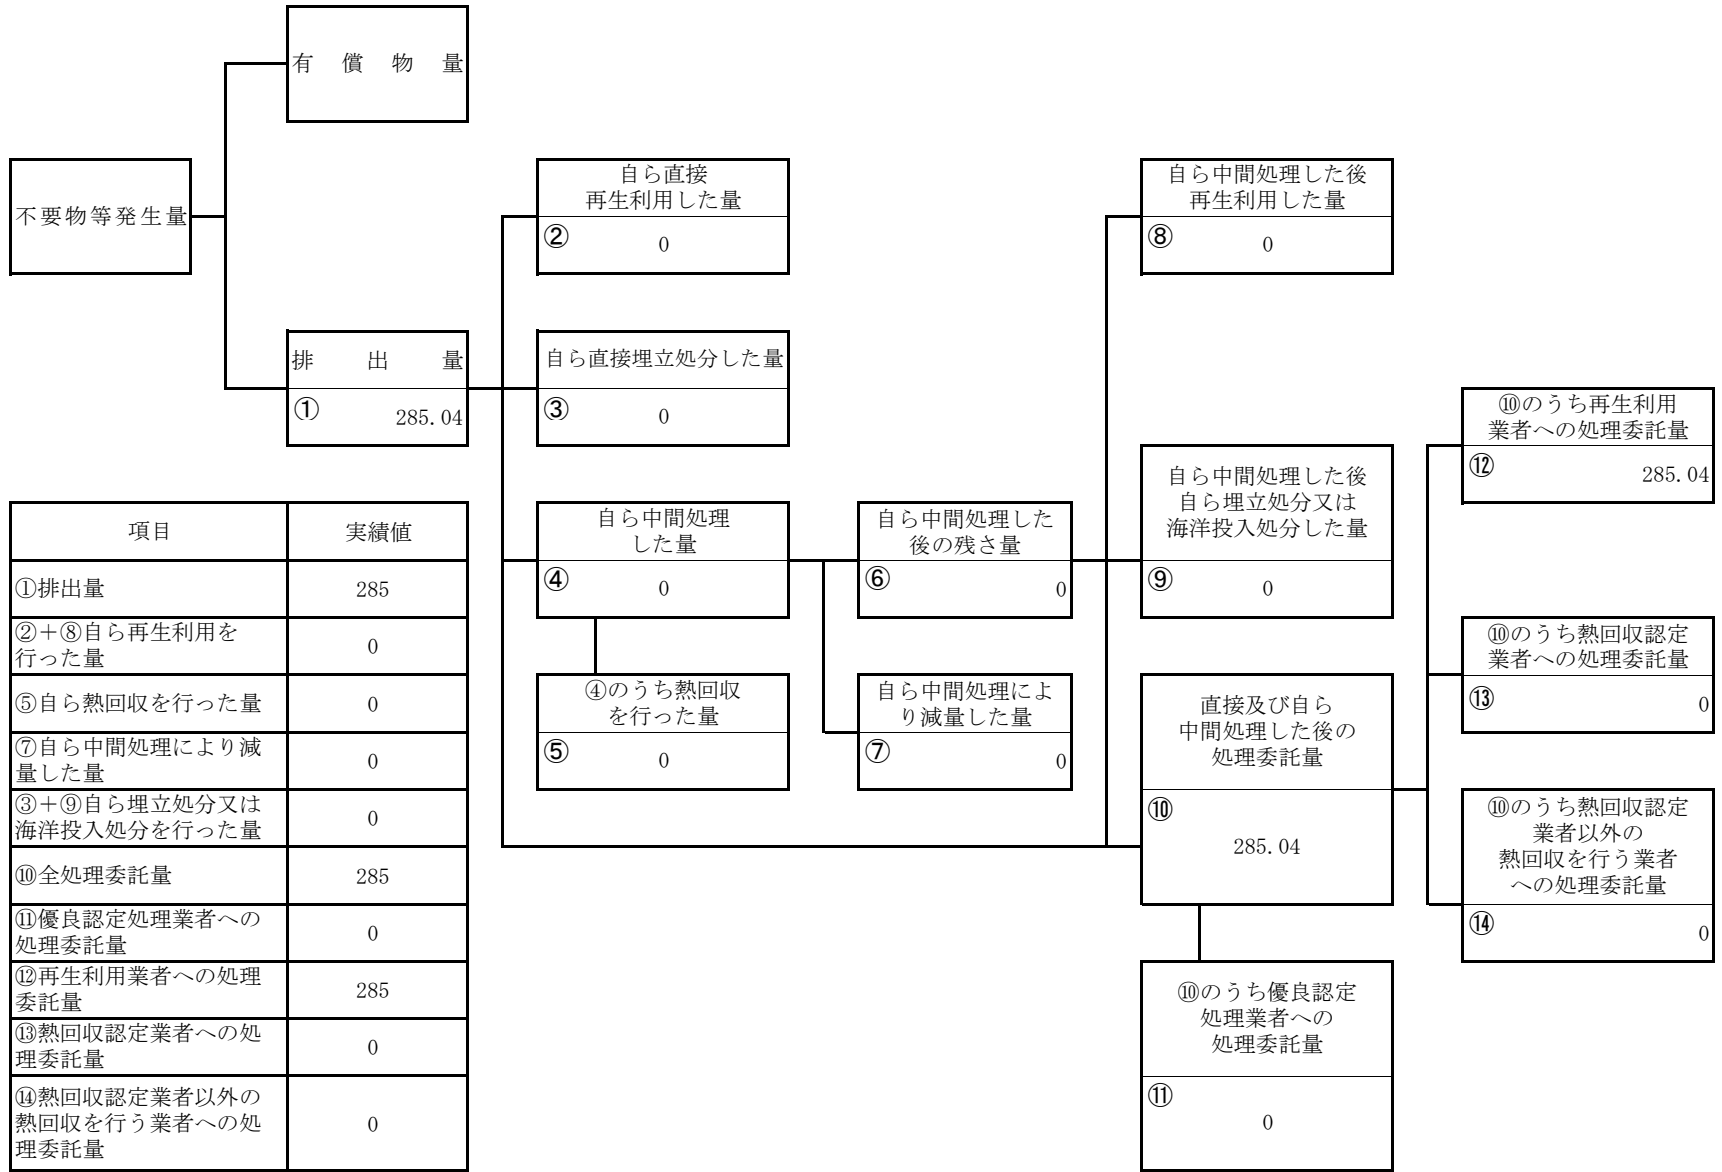 有償物量
不要物等発生量
自ら直接
再生利用した量
② 0
自ら中間処理した後
再生利用した量
⑧ 0
排出量
① 285.04
自ら直接埋立処分した量
③ 0
⑩のうち再生利用
業者への処理委託量
⑫ 285.04
自ら中間処理
した量
④ 0
自ら中間処理した
後の残さ量
⑥ 0
自ら中間処理した後
自ら埋立処分又は
海洋投入処分した量
⑨ 0
⑩のうち熱回収認定
業者への処理委託量
⑬ 0
④のうち熱回収
を行った量
⑤ 0
自ら中間処理によ
り減量した量
⑦ 0
直接及び自ら
中間処理した後の
処理委託量
⑩
285.04
⑩のうち熱回収認定
業者以外の
熱回収を行う業者
への処理委託量
⑭ 0
⑩のうち優良認定
処理業者への
処理委託量
⑪
0
項目 実績値
①排出量 285
②+⑧自ら再生利用を
行った量 0
⑤自ら熱回収を行った量 0
⑦自ら中間処理により減
量した量 0
③+⑨自ら埋立処分又は
海洋投入処分を行った量 0
⑩全処理委託量 285
⑪優良認定処理業者への
処理委託量 0
⑫再生利用業者への処理
委託量 285
⑬熱回収認定業者への処
理委託量 0
⑭熱回収認定業者以外の
熱回収を行う業者への処 0
理委託量